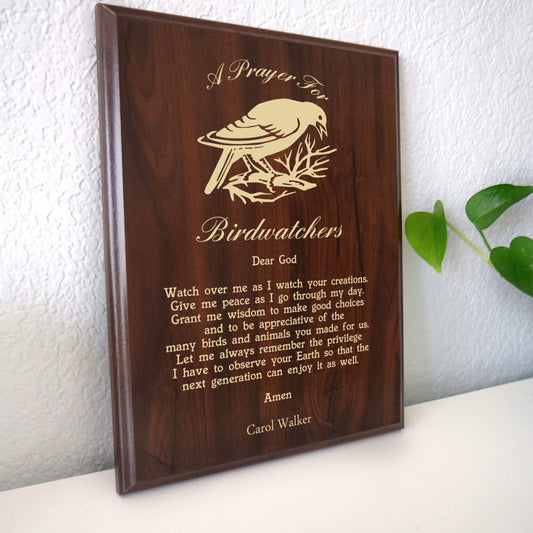 A Prayer For
Birdwatchers
Dear God
Watch over me as I watch your creations.
Give me peace as I go through my day.
Grant me wisdom to make good choices
and to be appreciative of the
many birds and animals you made for us.
Let me always remember the privilege
I have to observe your Earth so that the
next generation can enjoy it as well.
Amen
Carol Walker